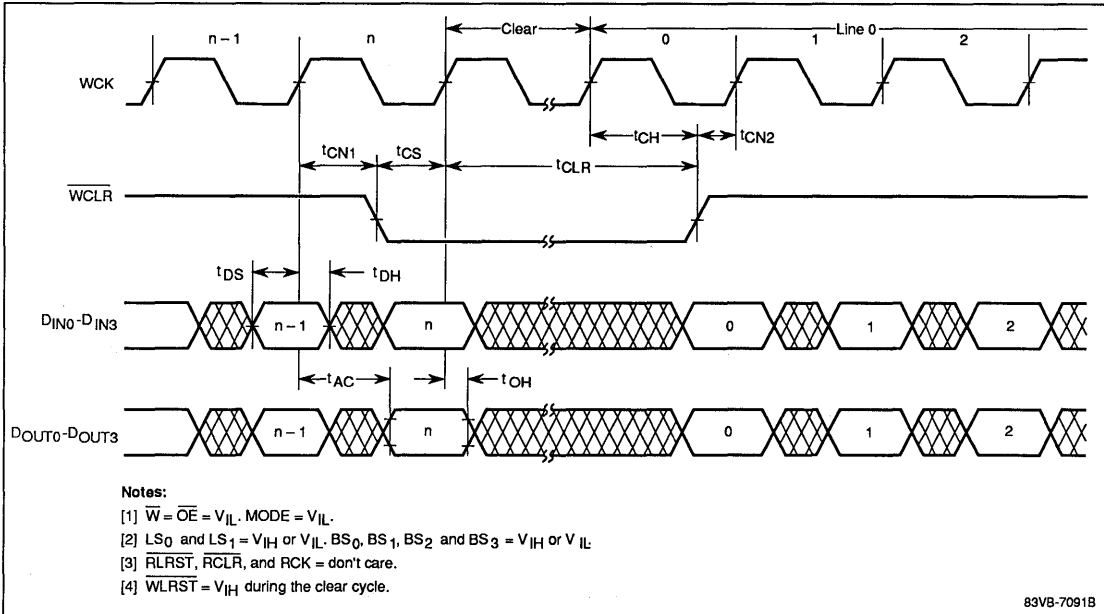 Clear Line 0
n – 1 n 0 1 2
WCK
tCH tCN2
tCN1 tCS tCLR
WCLR
tDS tDH
DIN0-DIN3 n – 1 n 0 1 2
tAC tOH
DOUT0-DOUT3 n – 1 n 0 1 2
Notes:
[1] W = OE = VIL. MODE = VIL.
[2] LS0 and LS1 = VIH or VIL. BS0, BS1, BS2 and BS3 = VIH or VIL.
[3] RLRST, RCLR, and RCK = don't care.
[4] WLRST = VIH during the clear cycle.
83VB-7091B